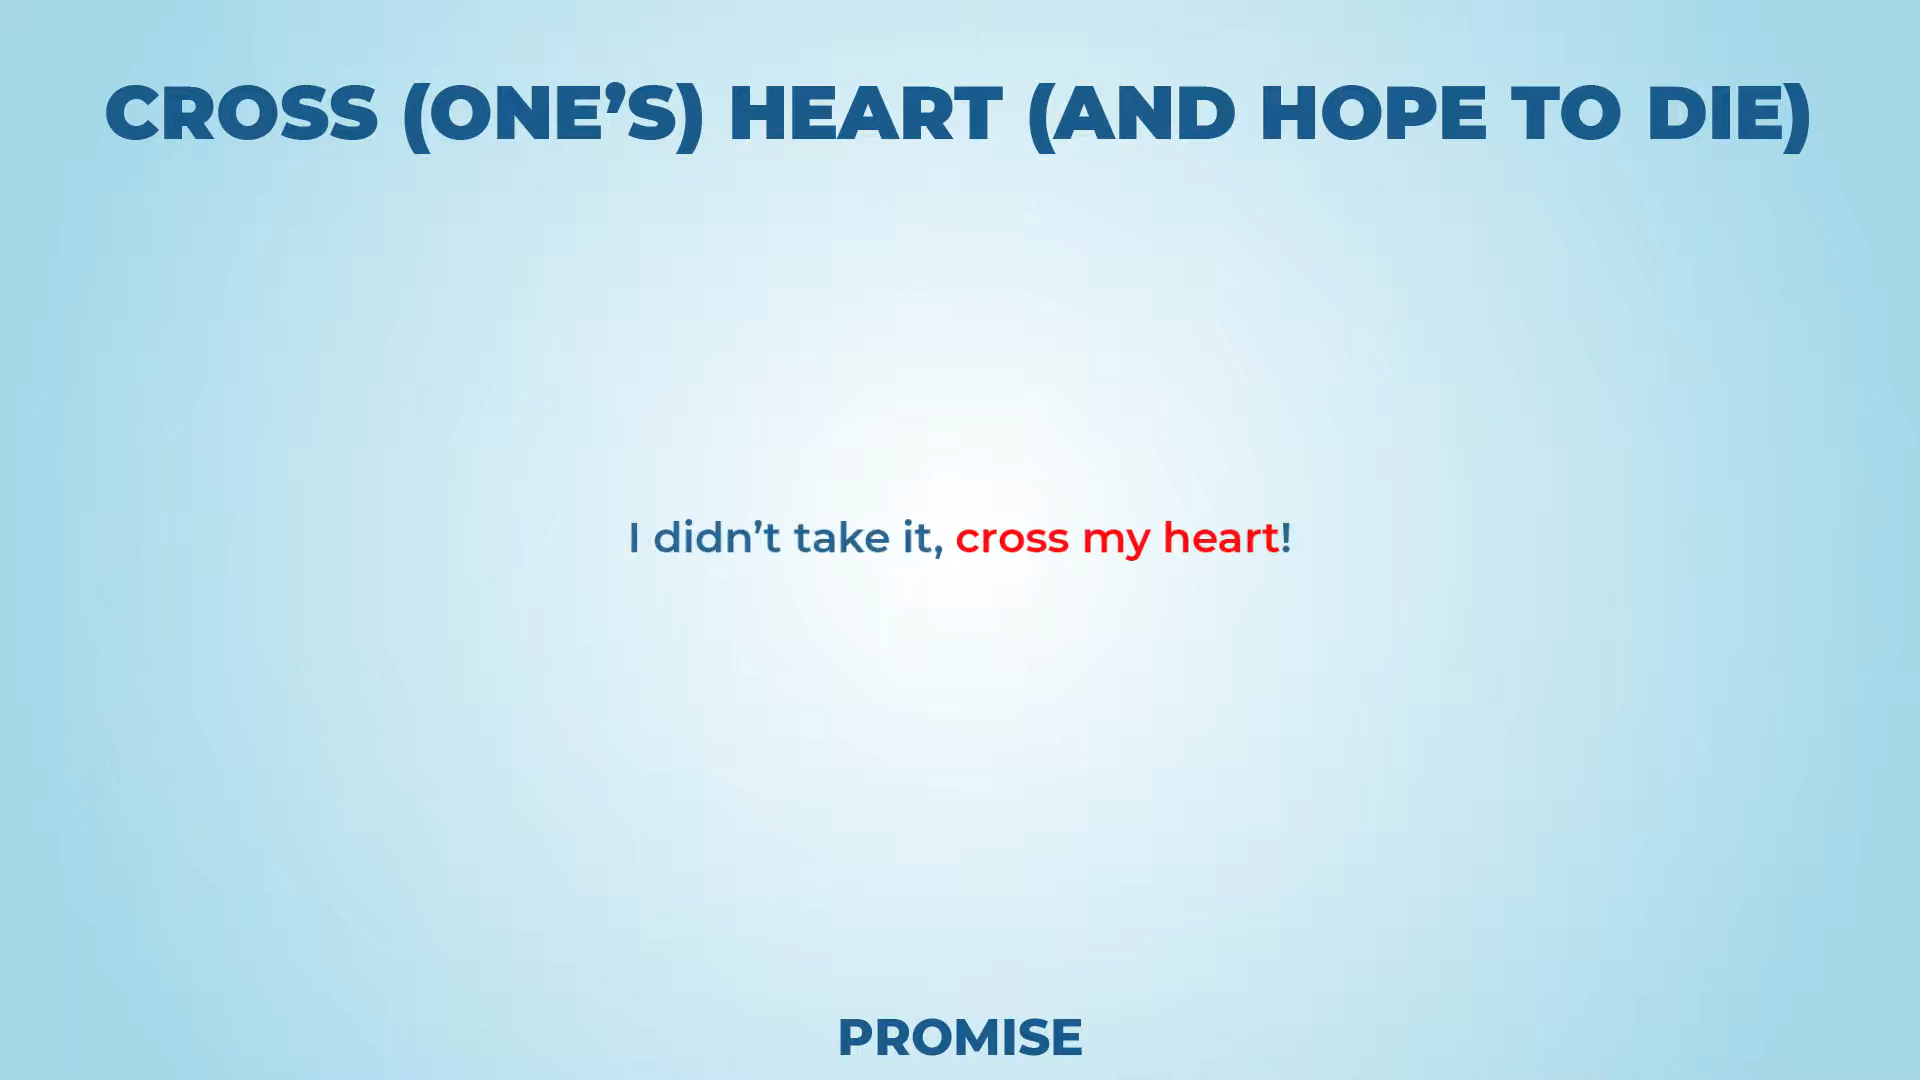 CROSS (ONE’S) HEART (AND HOPE TO DIE)
I didn’t take it, cross my heart!
PROMISE